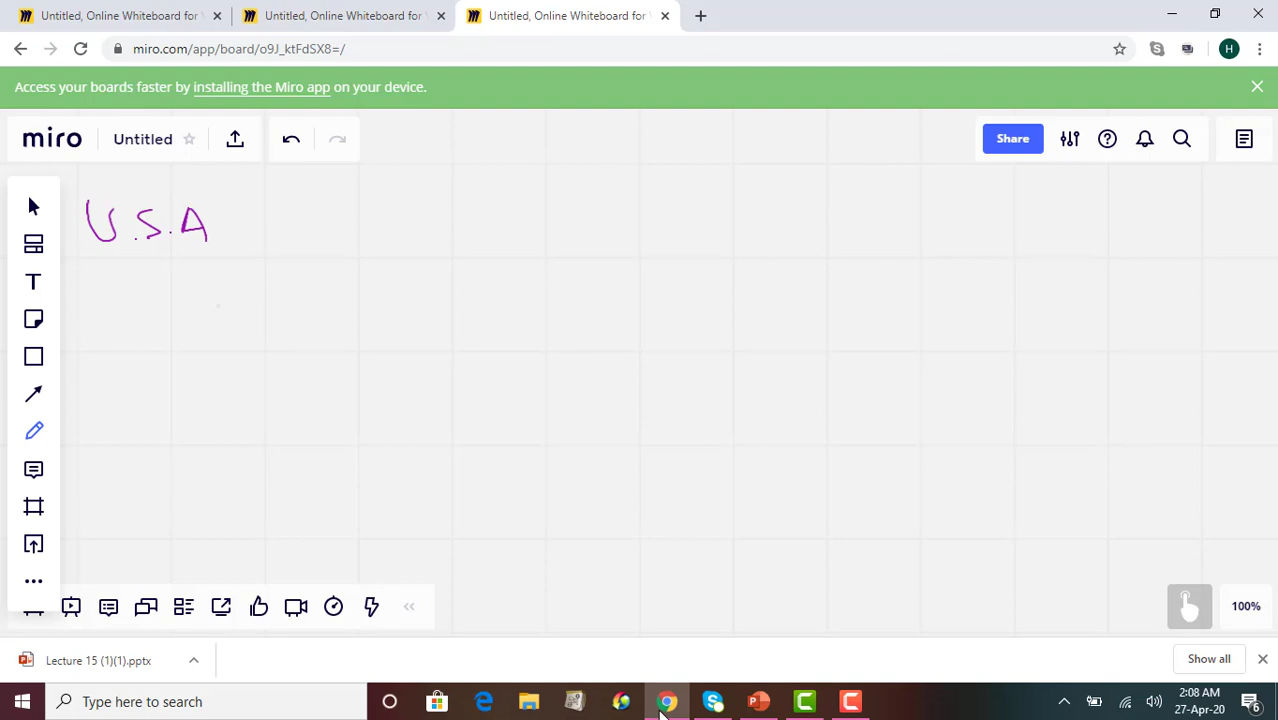 Untitled, Online Whiteboard for Untitled, Online Whiteboard for Untitled, Online Whiteboard for
miro.com/app/board/o9J_ktFdSX8=/ H
Access your boards faster by installing the Miro app on your device.
miro Untitled Share
U.S.A
T
100%
Lecture 15 (1)(1).pptx Show all
Type here to search 2:08 AM
27-Apr-20 6